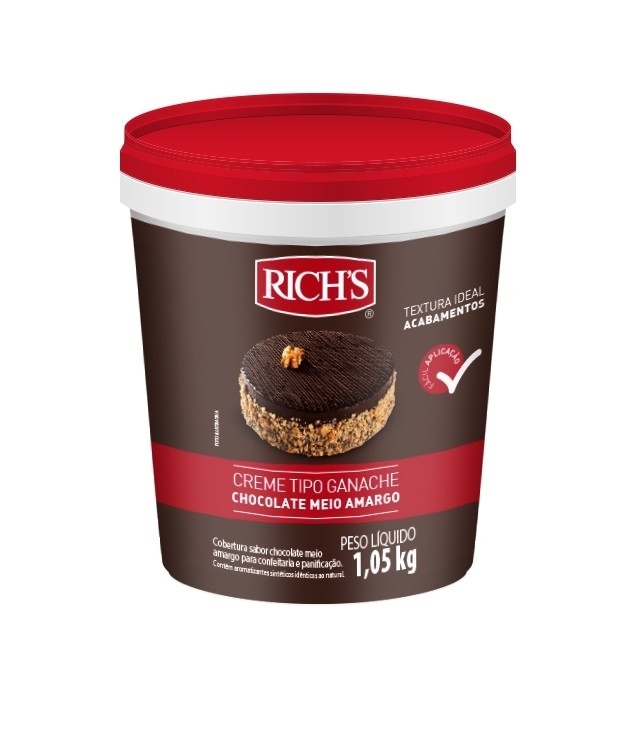 RICH'S
®
TEXTURA IDEAL
ACABAMENTOS
FÁCIL APLICAÇÃO
CREME TIPO GANACHE
CHOCOLATE MEIO AMARGO
Cobertura sabor chocolate meio
amargo para confeitaria e panificação.
Contém aromatizantes sintéticos idênticos ao natural.
PESO LÍQUIDO
1,05 kg